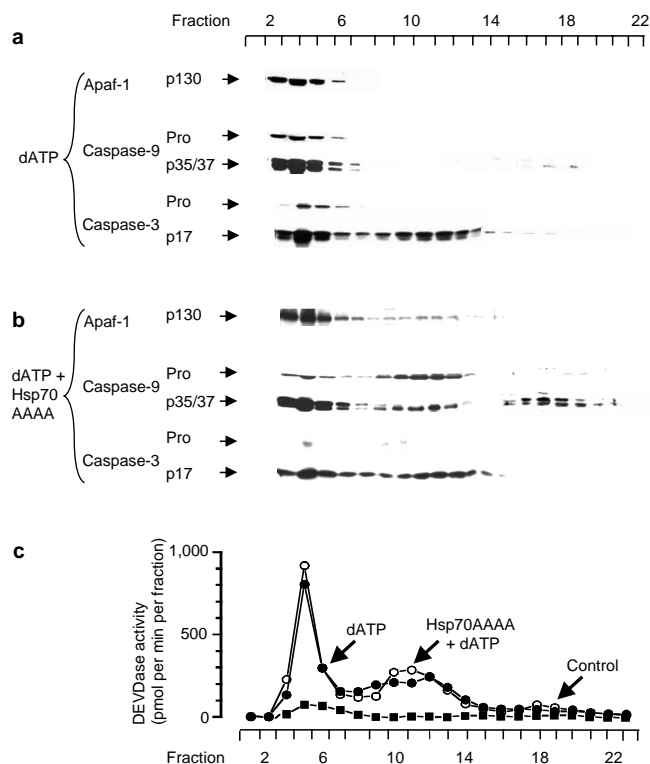 Fraction 2 6 10 14 18 22
a
Apaf-1 p130
Pro
dATP Caspase-9 p35/37
Pro
Caspase-3 p17
b
Apaf-1 p130
dATP + Pro
Hsp70 Caspase-9 p35/37
AAAA
Pro
Caspase-3 p17
c
1,000
500
0
DEVDase activity
(pmol per min per fraction)
dATP
Hsp70AAAA
+ dATP
Control
Fraction 2 6 10 14 18 22